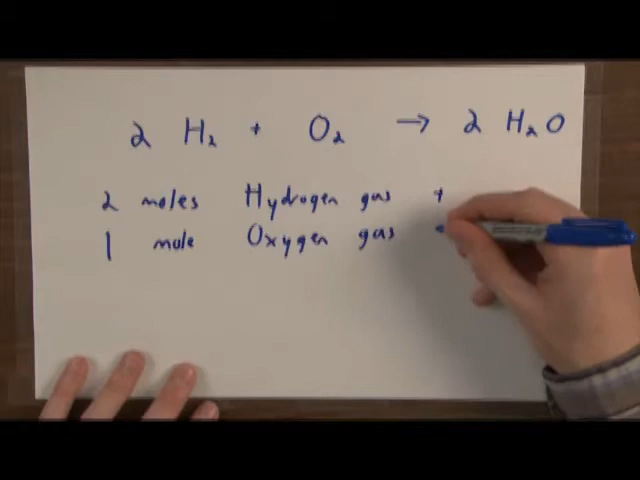 2 H₂ + O₂ → 2 H₂O
2 moles Hydrogen gas +
1 mole Oxygen gas